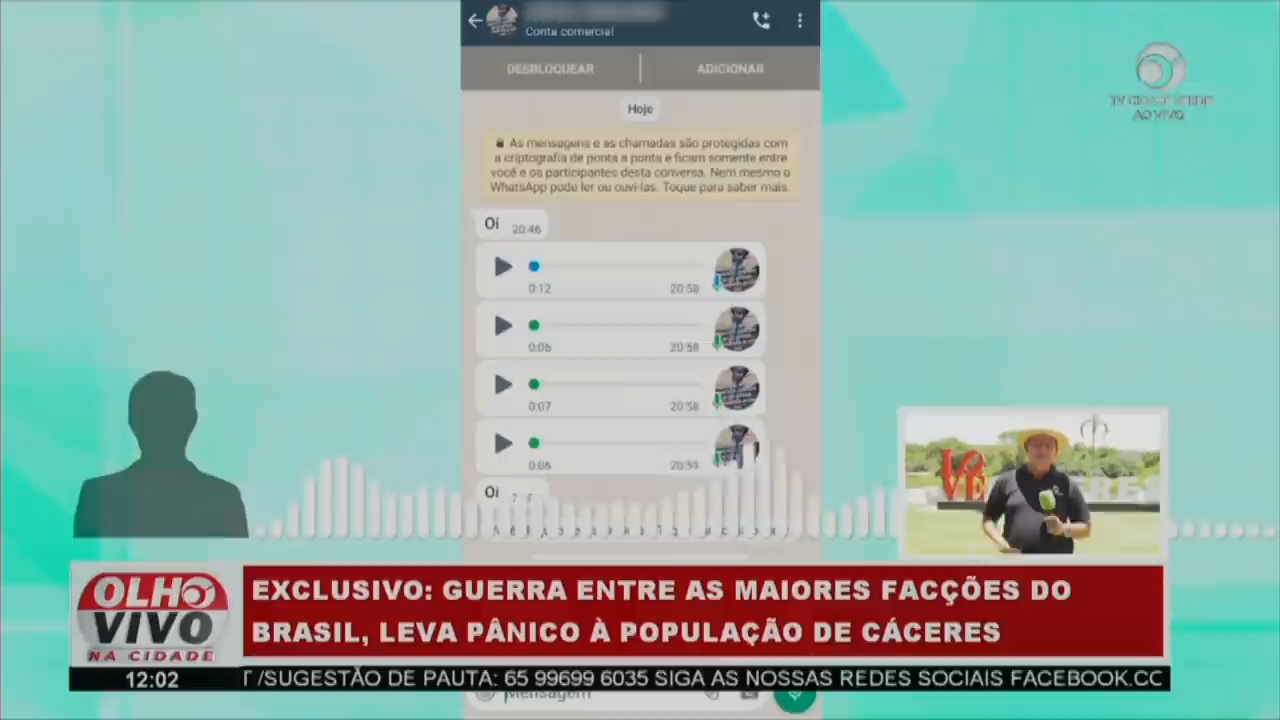 Conta comercial
DESBLOQUEAR
ADICIONAR
TV CIDADE VERDE
AO VIVO
Hoje
As mensagens e as chamadas são protegidas com
a criptografia de ponta a ponta e ficam somente entre
você e os participantes desta conversa. Nem mesmo o
WhatsApp pode ler ou ouvi-las. Toque para saber mais.
Oi 20:46
0:12 20:58
0:06 20:58
0:07 20:58
0:06 20:59
Oi
LOVE
EXCLUSIVO: GUERRA ENTRE AS MAIORES FACÇÕES DO
BRASIL, LEVA PÂNICO À POPULAÇÃO DE CÁCERES
OLHO
VIVO
NA CIDADE
12:02
T /SUGESTÃO DE PAUTA: 65 99699 6035 SIGA AS NOSSAS REDES SOCIAIS FACEBOOK.CC
Mensagem